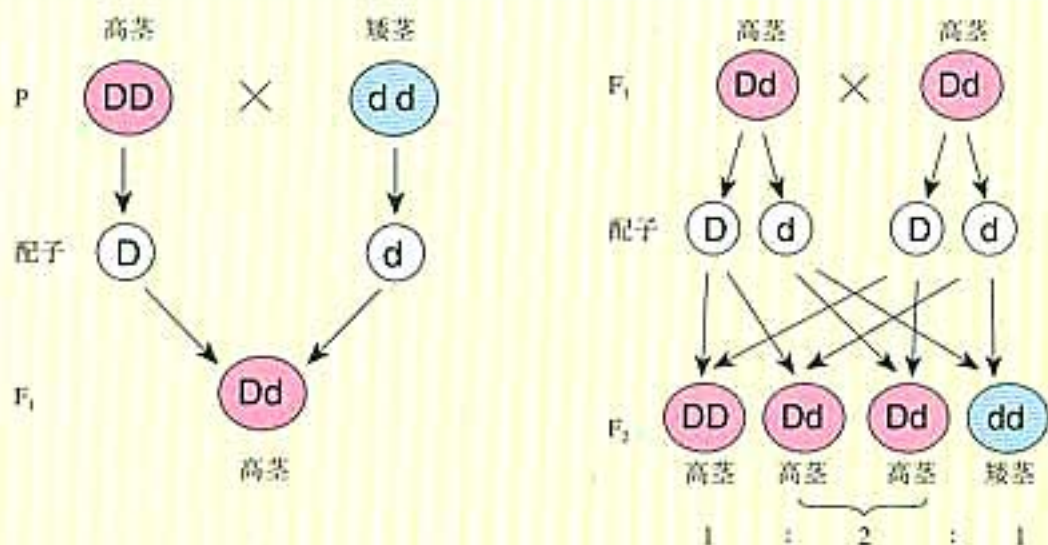 高茎 矮茎
P DD × dd
配子 D d
F₁ Dd
高茎
高茎 高茎
F₁ Dd × Dd
配子 D d D d
F₂ DD Dd Dd dd
高茎 高茎 高茎 矮茎
1 : 2 : 1